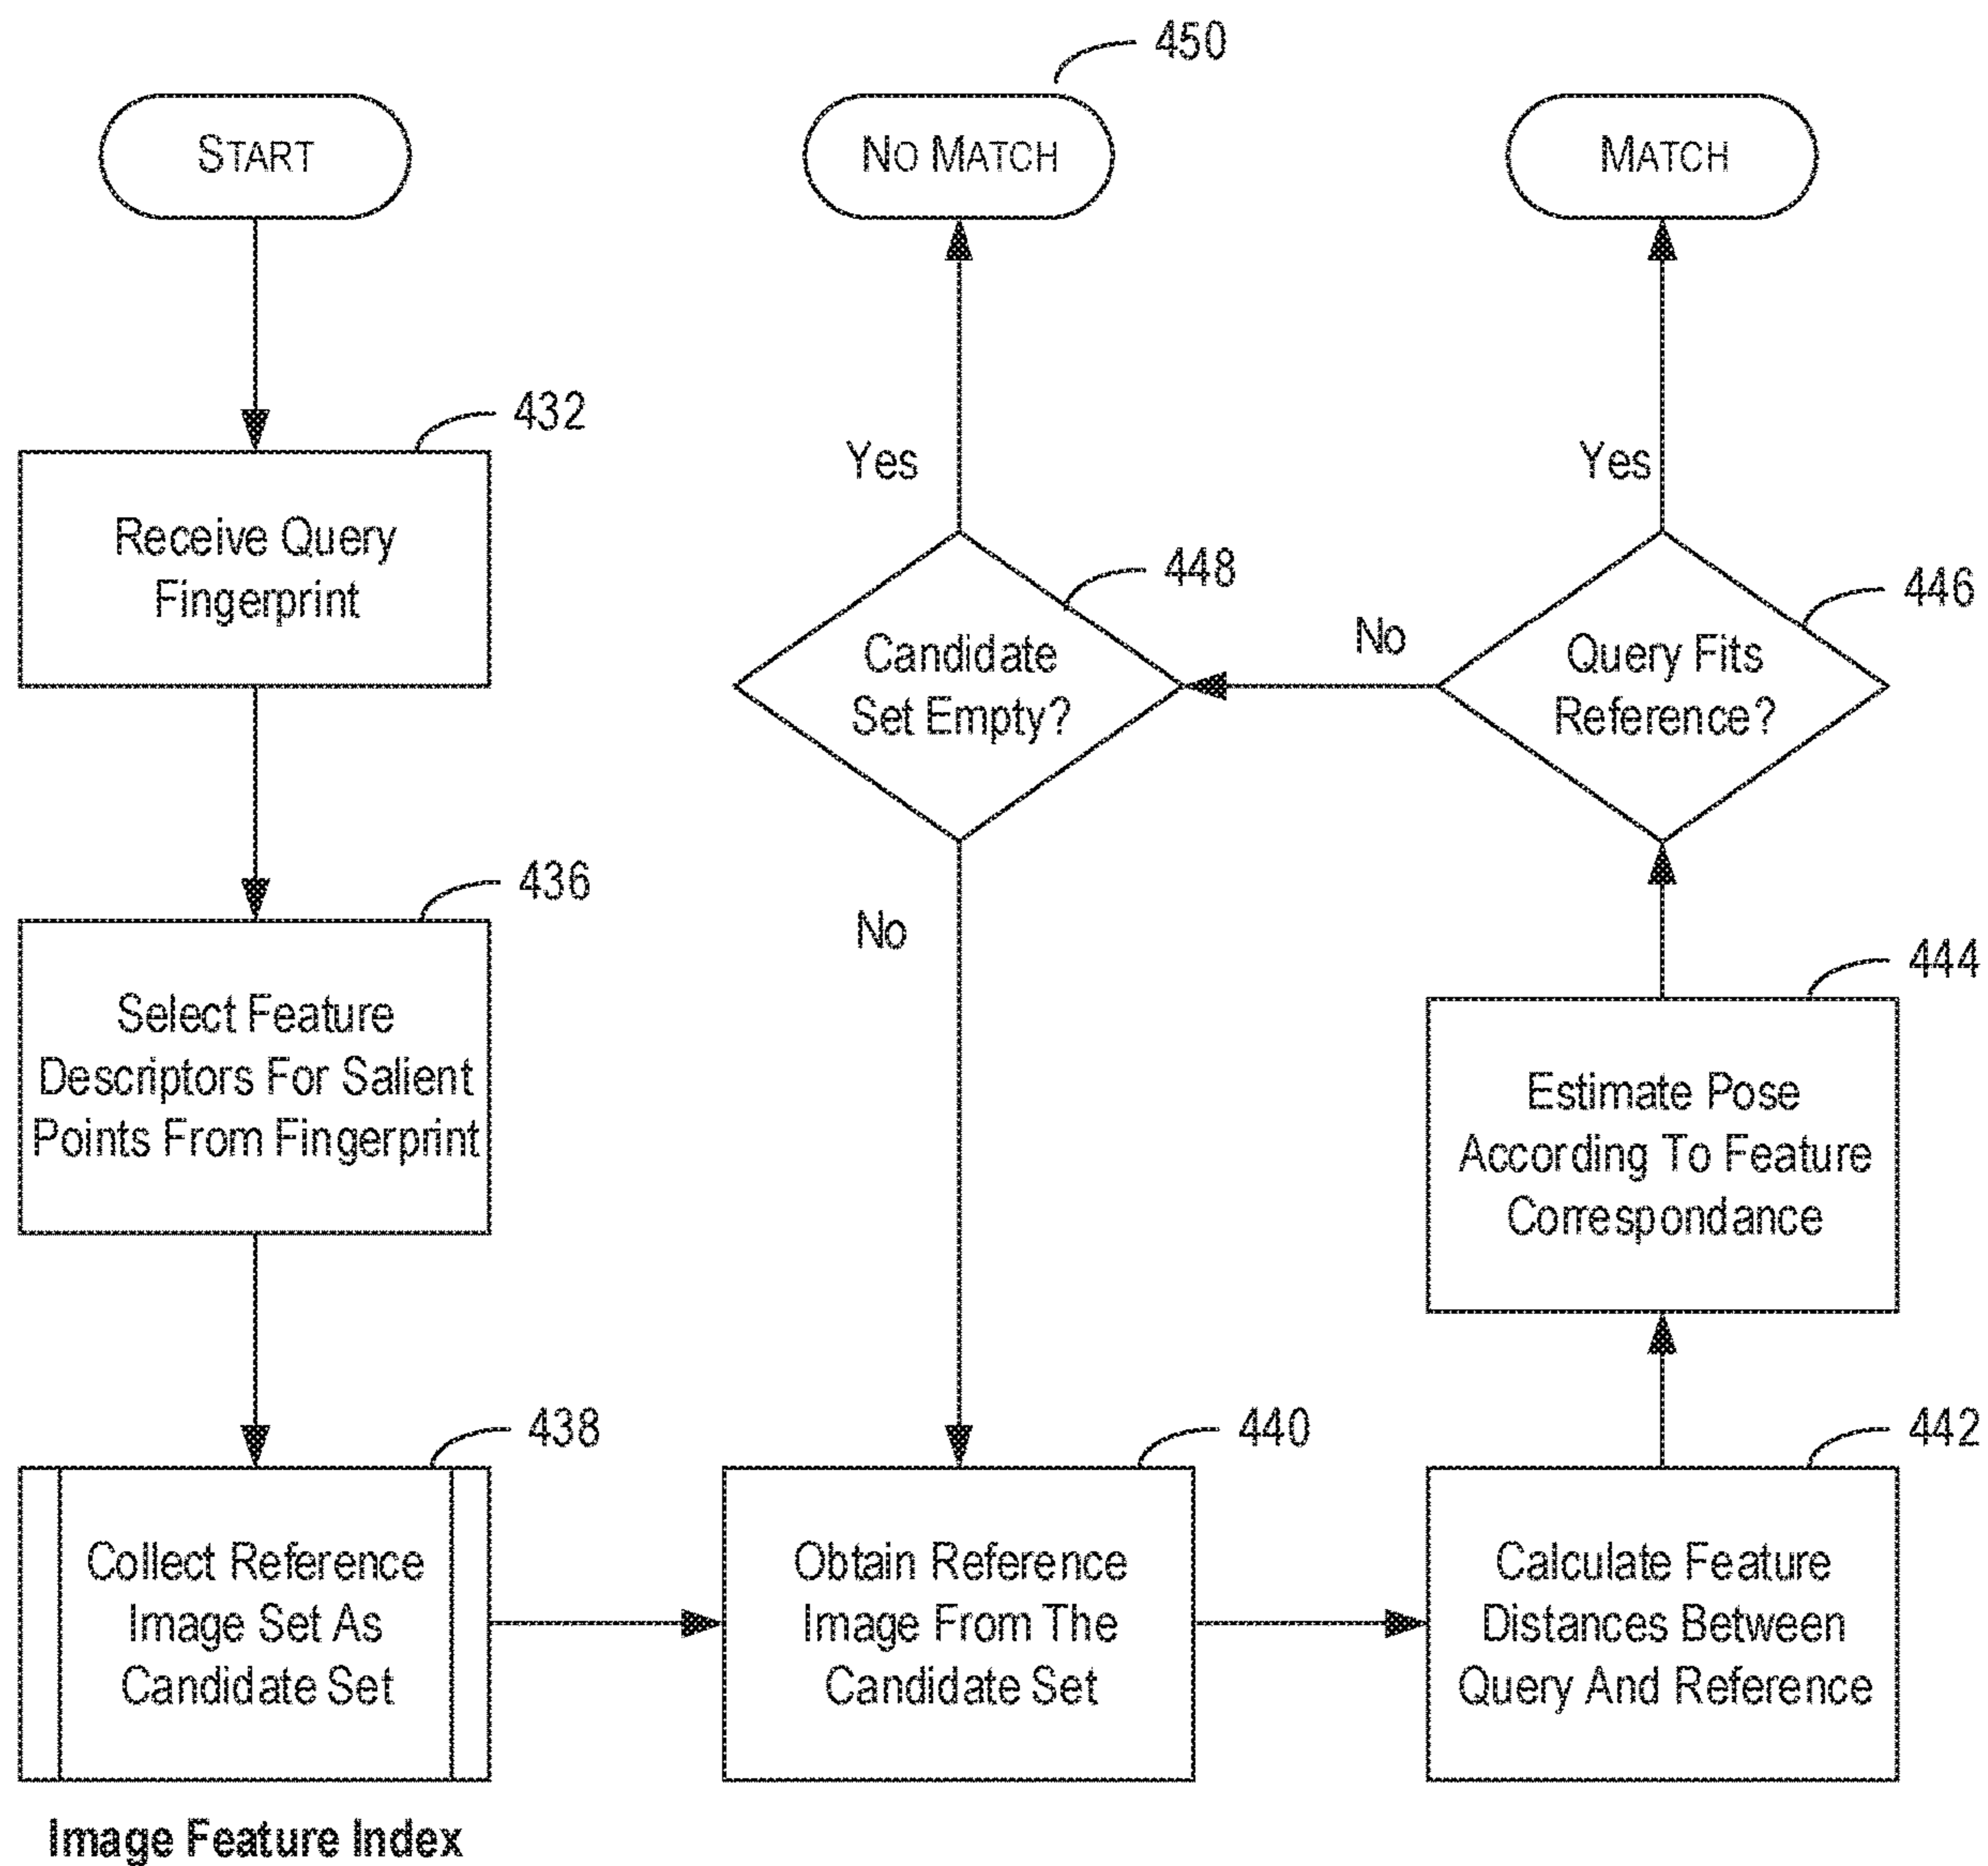 450
START
NO MATCH
MATCH
432
Receive Query
Fingerprint
Yes
Yes
448
Candidate
Set Empty?
No
446
Query Fits
Reference?
436
Select Feature
Descriptors For Salient
Points From Fingerprint
No
444
Estimate Pose
According To Feature
Correspondance
438
Collect Reference
Image Set As
Candidate Set
440
Obtain Reference
Image From The
Candidate Set
442
Calculate Feature
Distances Between
Query And Reference
Image Feature Index